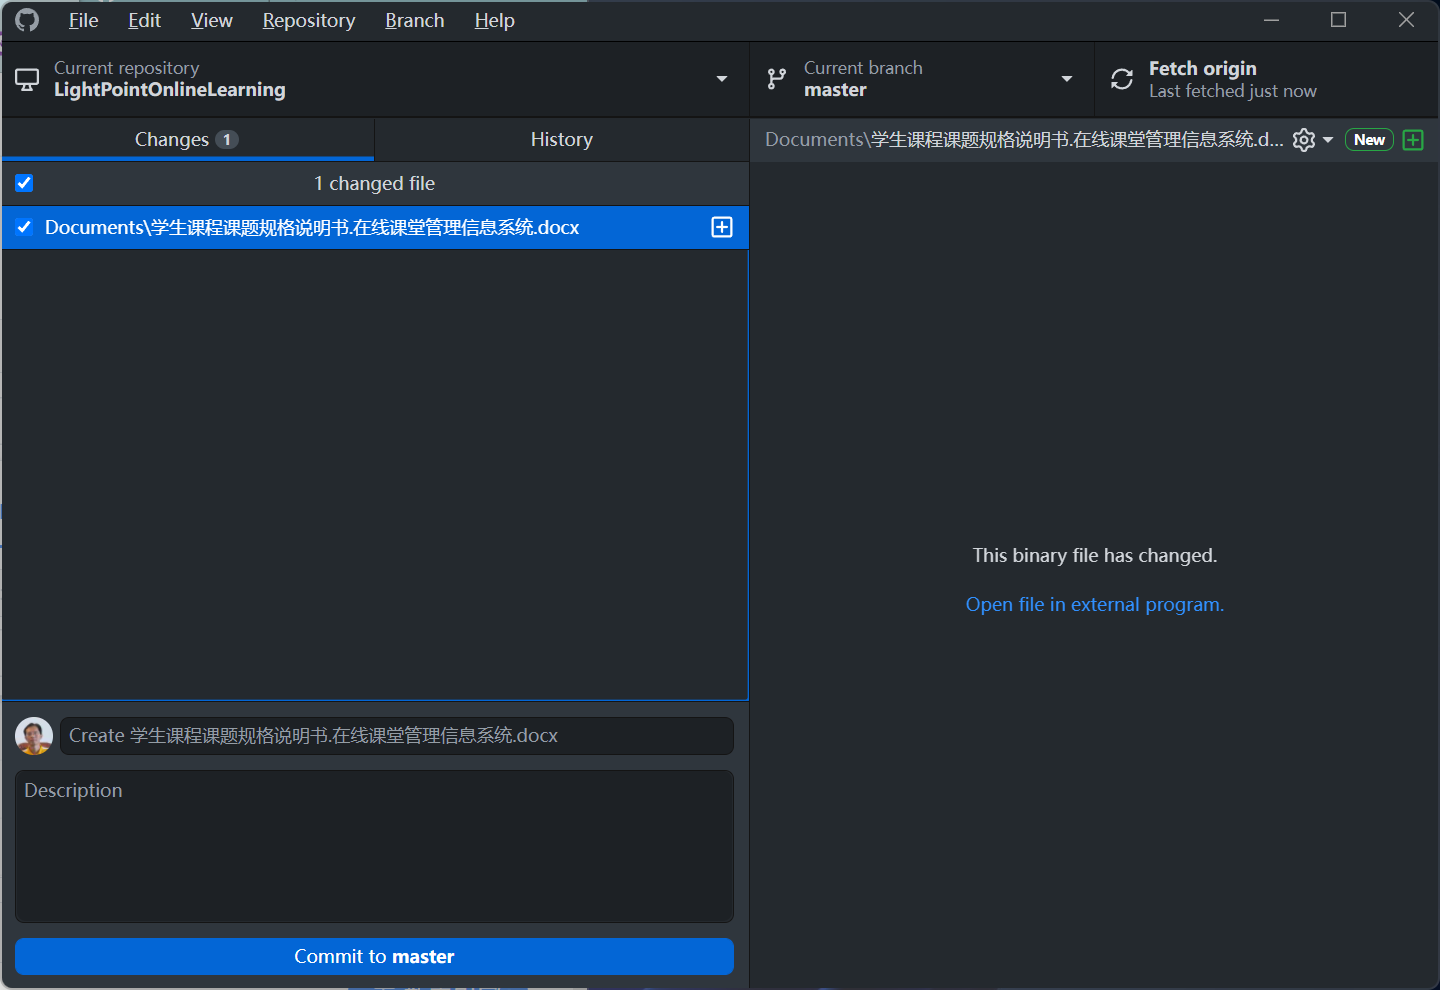 File Edit View Repository Branch Help
Current repository
LightPointOnlineLearning
Current branch
master
Fetch origin
Last fetched just now
Changes 1
History
Documents\学生课程课题规格说明书.在线课堂管理信息系统.d...
New
1 changed file
Documents\学生课程课题规格说明书.在线课堂管理信息系统.docx
This binary file has changed.
Open file in external program.
Create 学生课程课题规格说明书.在线课堂管理信息系统.docx
Description
Commit to master